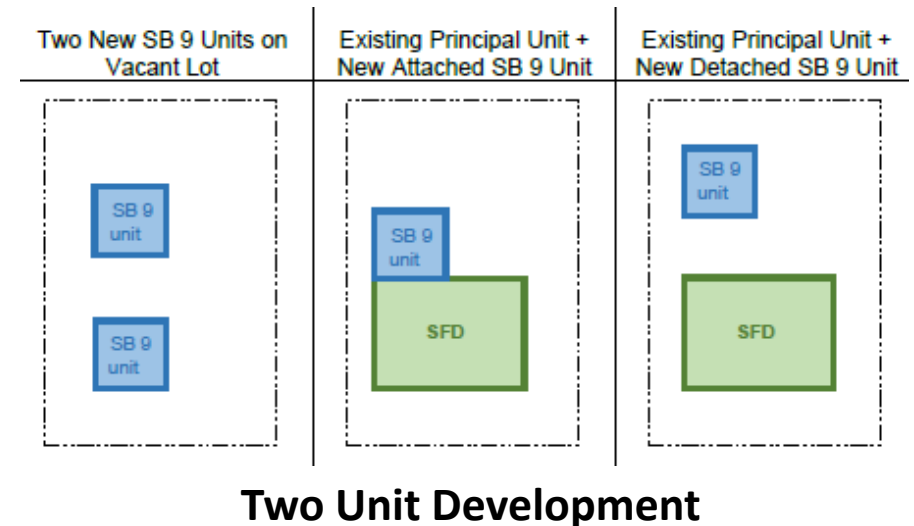 Two New SB 9 Units on
Vacant Lot
Existing Principal Unit +
New Attached SB 9 Unit
Existing Principal Unit +
New Detached SB 9 Unit
SB 9
unit
SB 9
unit
SB 9
unit
SFD
SB 9
unit
SFD
Two Unit Development